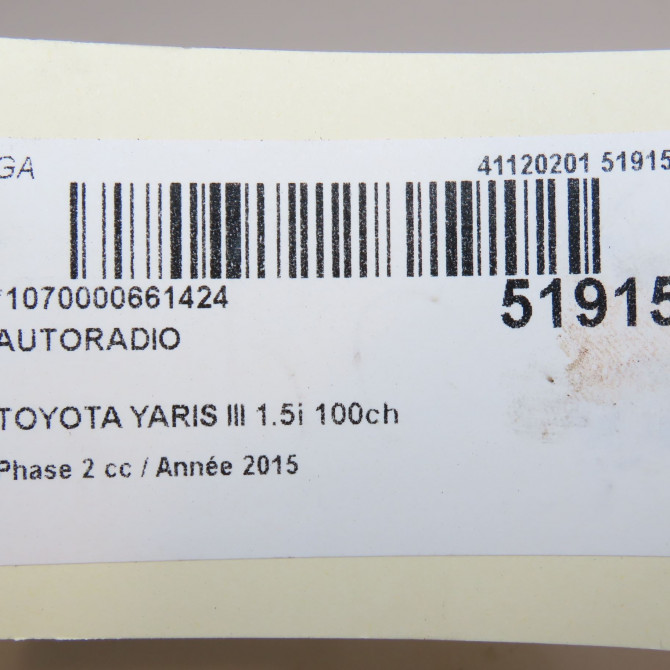 GA
41120201 51915
*1070000661424
51915
AUTORADIO
TOYOTA YARIS III 1.5i 100ch
Phase 2 cc / Année 2015